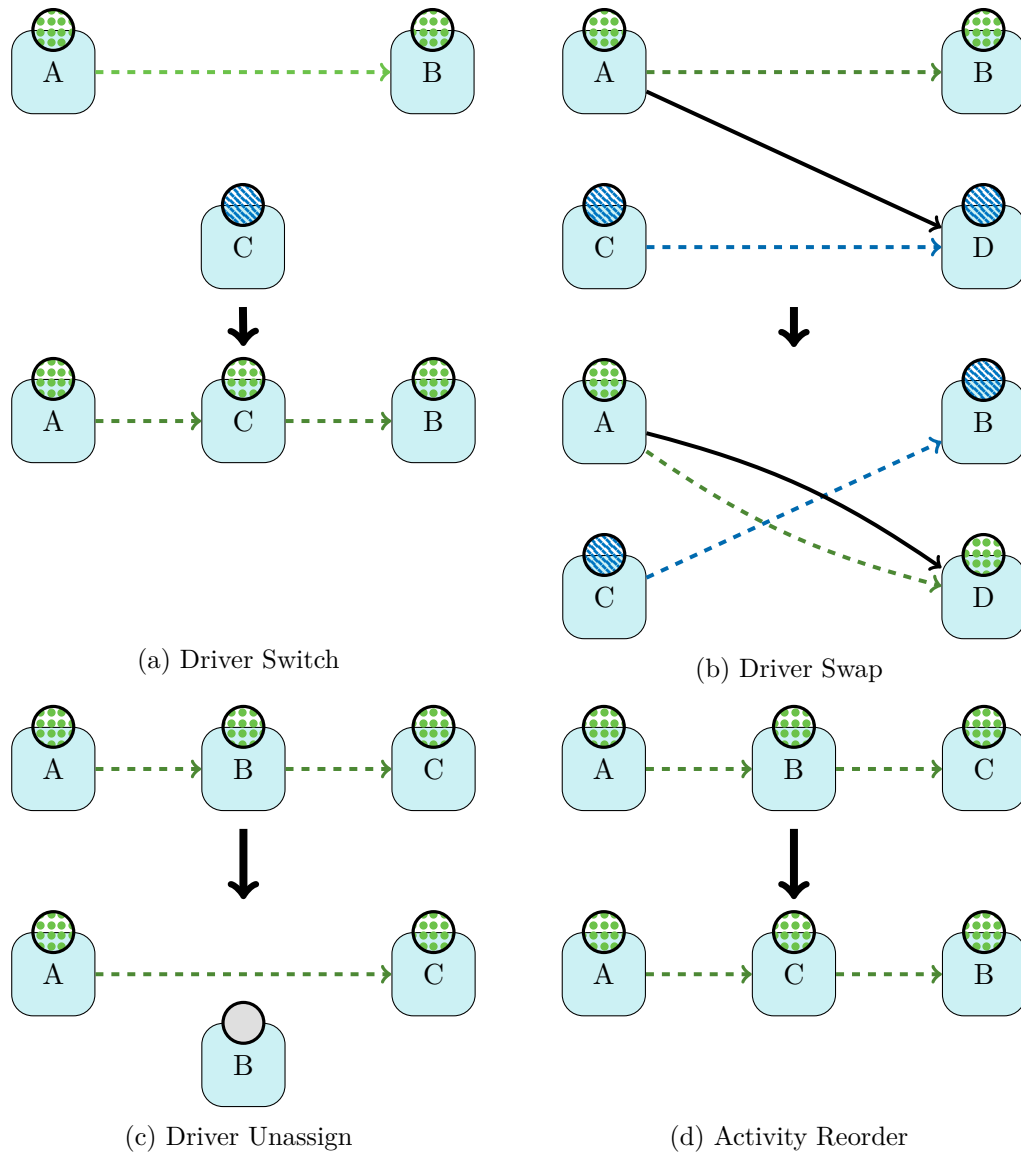 A B
C
A C B
(a) Driver Switch
A B
C D
A B
C D
(b) Driver Swap
A B C
A C
B
(c) Driver Unassign
A B C
A C B
(d) Activity Reorder